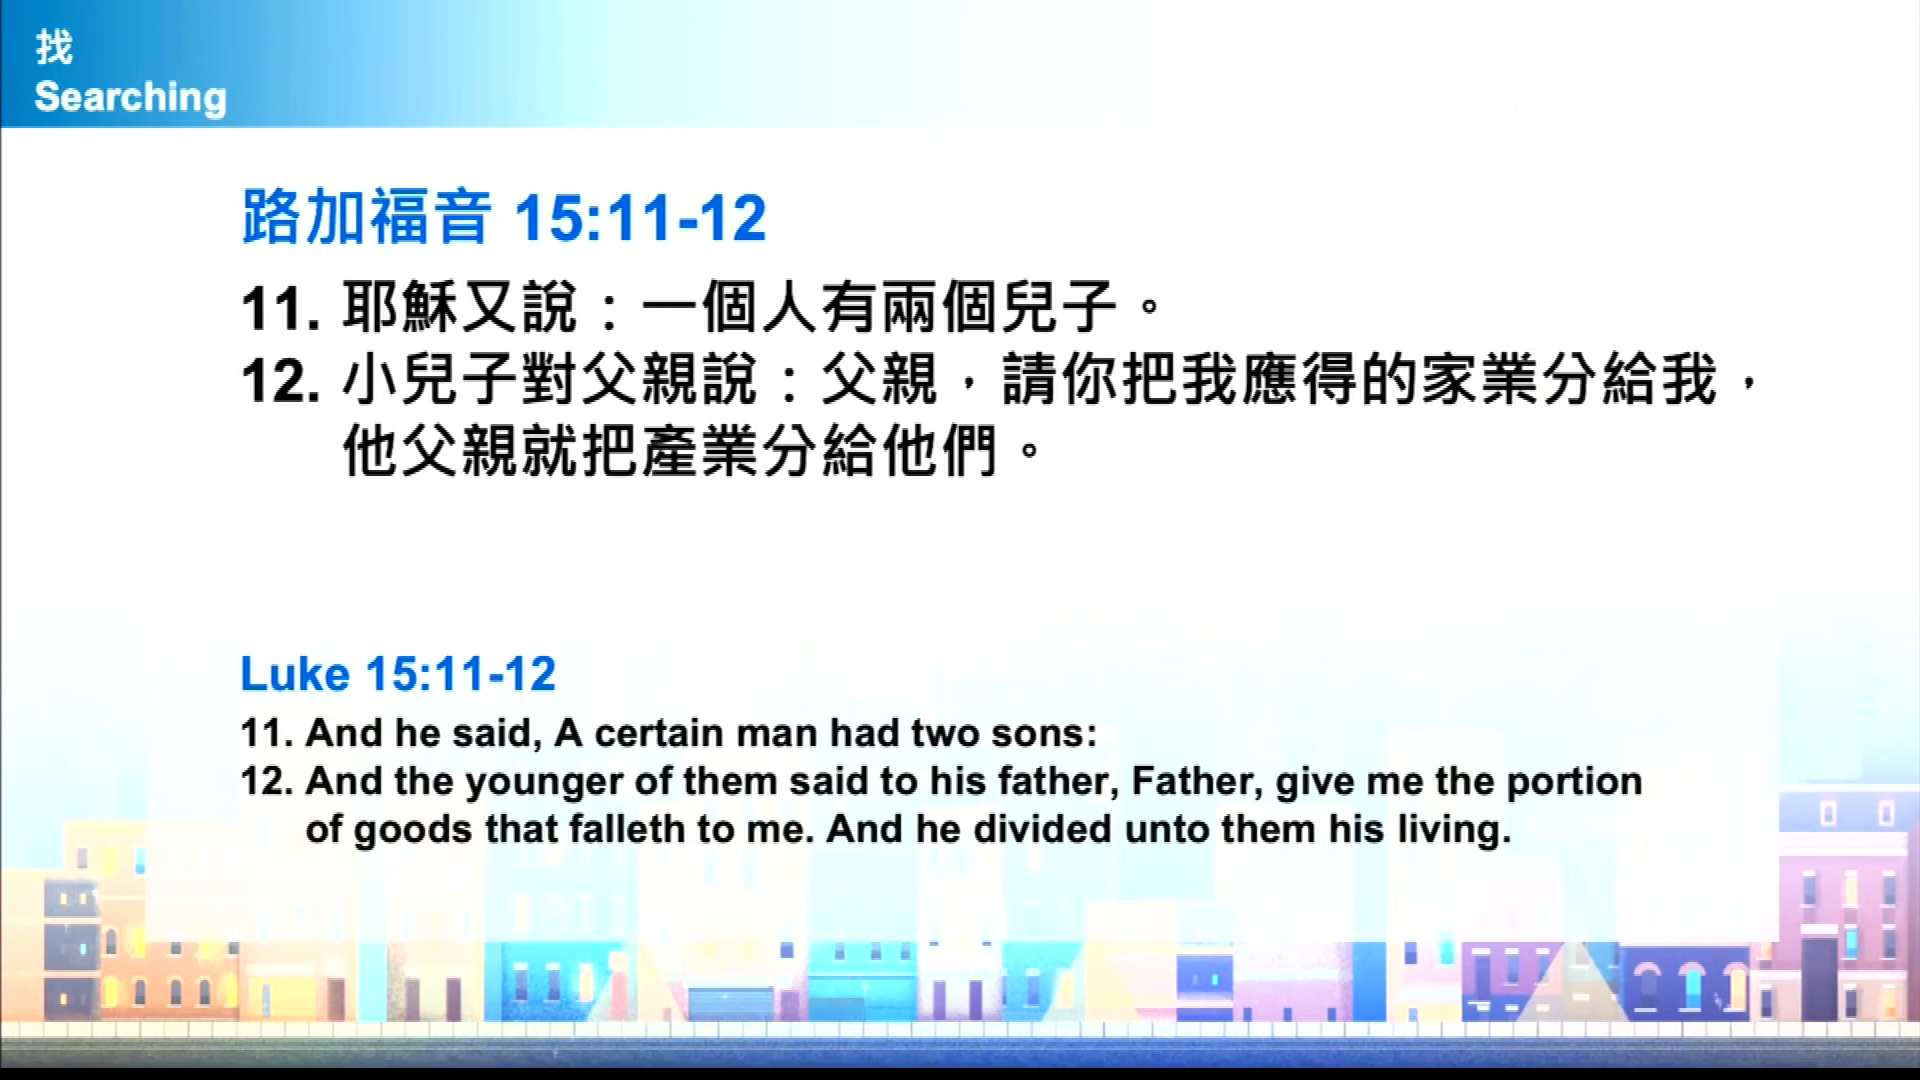 找
Searching
路加福音 15:11-12
11. 耶穌又說：一個人有兩個兒子。
12. 小兒子對父親說：父親，請你把我應得的家業分給我，
他父親就把產業分給他們。
Luke 15:11-12
11. And he said, A certain man had two sons:
12. And the younger of them said to his father, Father, give me the portion
of goods that falleth to me. And he divided unto them his living.